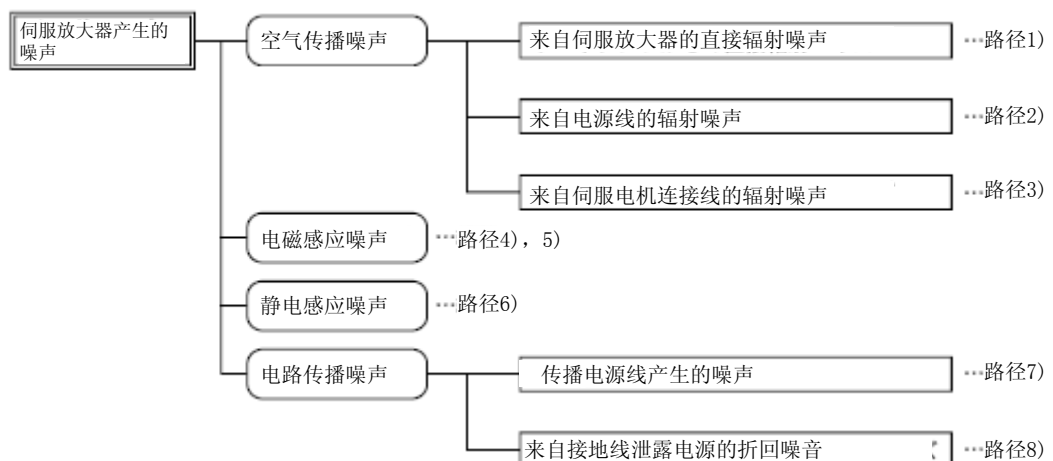 伺服放大器产生的
噪声
空气传播噪声
来自伺服放大器的直接辐射噪声
…路径1)
来自电源线的辐射噪声
…路径2)
来自伺服电机连接线的辐射噪声
…路径3)
电磁感应噪声
…路径4), 5)
静电感应噪声
…路径6)
电路传播噪声
传播电源线产生的噪声
…路径7)
来自接地线泄露电源的折回噪音
…路径8)